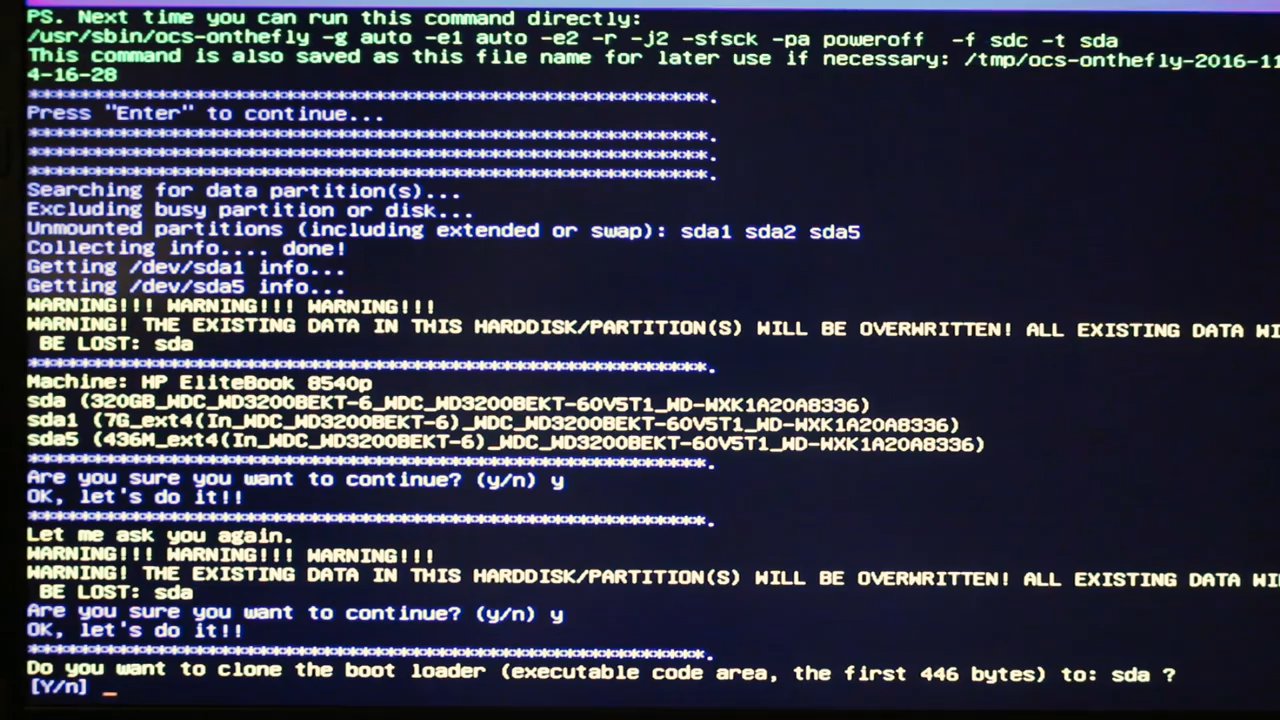 PS. Next time you can run this command directly:
/usr/sbin/ocs-onthefly -g auto -e1 auto -e2 -r -j2 -sfsck -pa poweroff  -f sdc -t sda
This command is also saved as this file name for later use if necessary: /tmp/ocs-onthefly-2016-11
4-16-28
*****************************************************.
Press "Enter" to continue...
*****************************************************.
*****************************************************.
*****************************************************.
Searching for data partition(s)...
Excluding busy partition or disk...
Unmounted partitions (including extended or swap): sda1 sda2 sda5
Collecting info.... done!
Getting /dev/sda1 info...
Getting /dev/sda5 info...
WARNING!!! WARNING!!! WARNING!!!
WARNING! THE EXISTING DATA IN THIS HARDDISK/PARTITION(S) WILL BE OVERWRITTEN! ALL EXISTING DATA WI
BE LOST: sda
*****************************************************.
Machine: HP EliteBook 8540p
sda (320GB_WDC_WD3200BEKT-6_WDC_WD3200BEKT-60V5T1_WD-WXK1A20A8336)
sda1 (7G_ext4(In_WDC_WD3200BEKT-6)_WDC_WD3200BEKT-60V5T1_WD-WXK1A20A8336)
sda5 (436M_ext4(In_WDC_WD3200BEKT-6)_WDC_WD3200BEKT-60V5T1_WD-WXK1A20A8336)
*****************************************************.
Are you sure you want to continue? (y/n) y
OK, let's do it!!
*****************************************************.
Let me ask you again.
WARNING!!! WARNING!!! WARNING!!!
WARNING! THE EXISTING DATA IN THIS HARDDISK/PARTITION(S) WILL BE OVERWRITTEN! ALL EXISTING DATA WI
BE LOST: sda
Are you sure you want to continue? (y/n) y
OK, let's do it!!
*****************************************************.
Do you want to clone the boot loader (executable code area, the first 446 bytes) to: sda ?
[Y/n] _